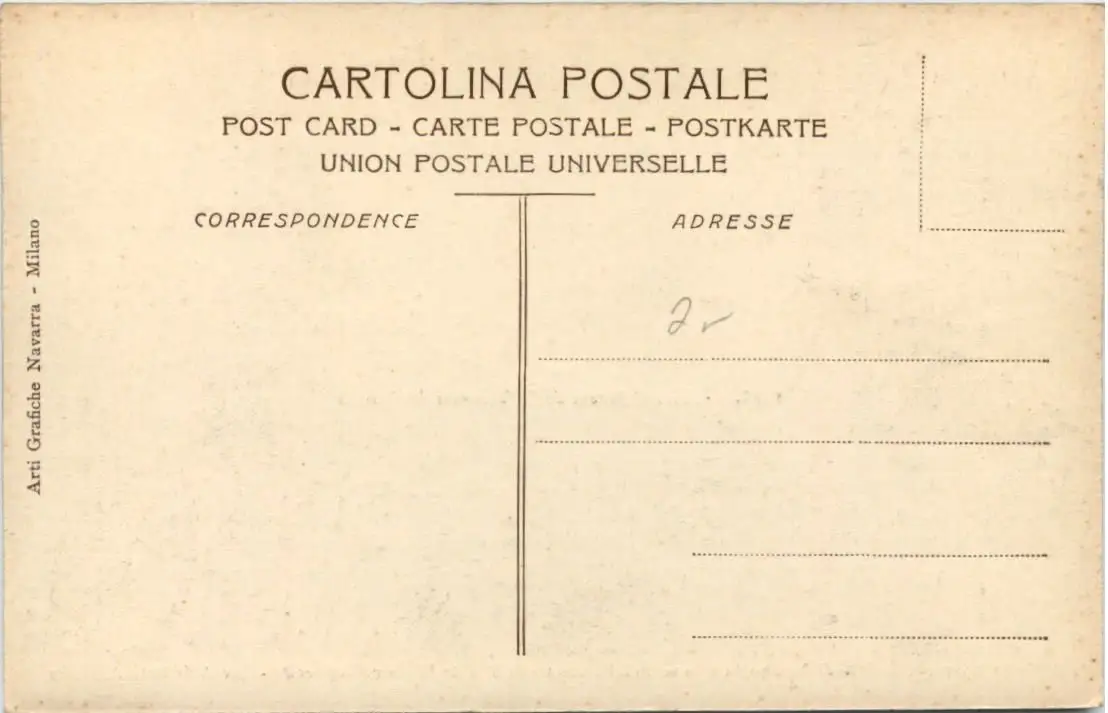 CARTOLINA POSTALE
POST CARD - CARTE POSTALE - POSTKARTE
UNION POSTALE UNIVERSELLE
CORRESPONDENCE
ADRESSE
Arti Grafiche Navarra - Milano